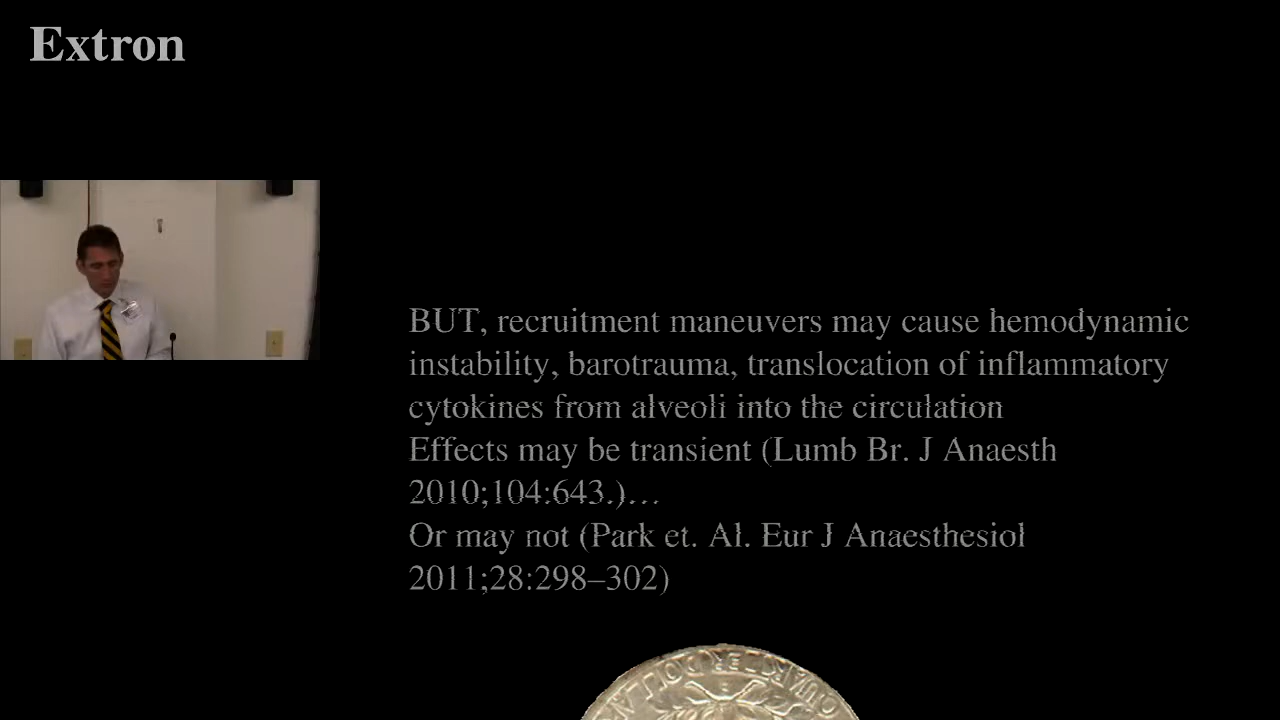 Extron
BUT, recruitment maneuvers may cause hemodynamic
instability, barotrauma, translocation of inflammatory
cytokines from alveoli into the circulation
Effects may be transient (Lumb Br. J Anaesth
2010;104:643.)…
Or may not (Park et. Al. Eur J Anaesthesiol
2011;28:298–302)
QUARTER DOLLA